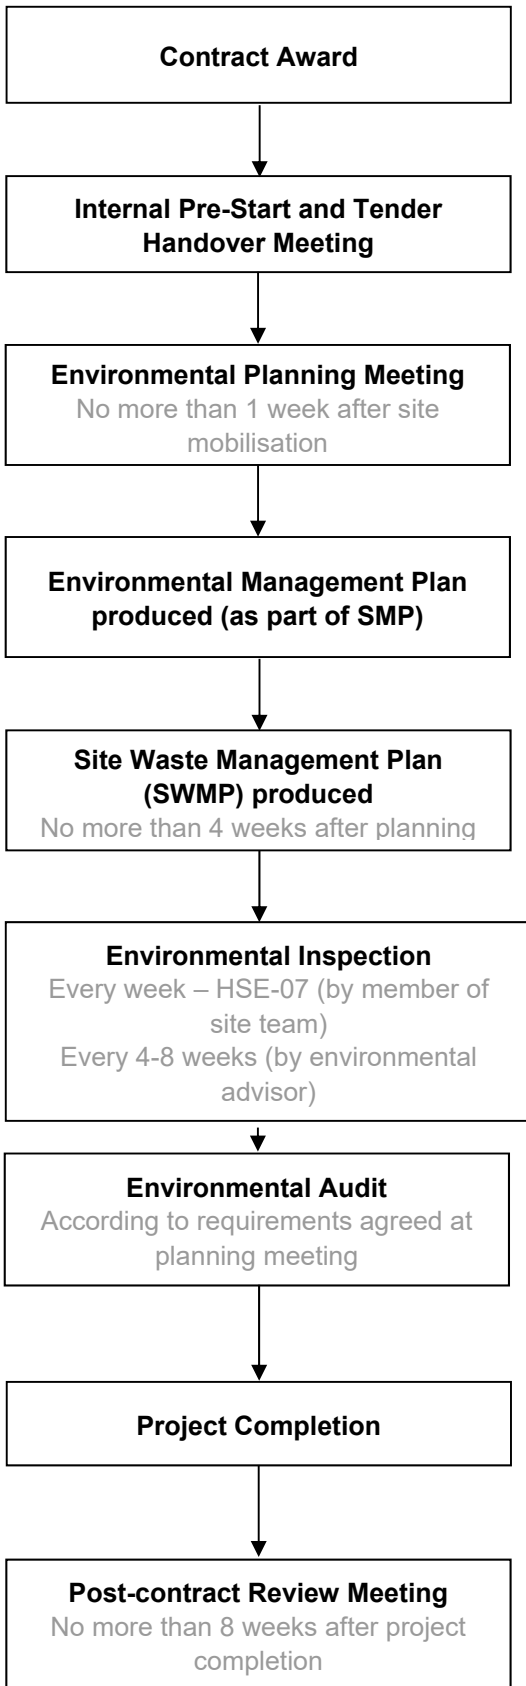 Contract Award
Internal Pre-Start and Tender
Handover Meeting
Environmental Planning Meeting
No more than 1 week after site
mobilisation
Environmental Management Plan
produced (as part of SMP)
Site Waste Management Plan
(SWMP) produced
No more than 4 weeks after planning
Environmental Inspection
Every week – HSE-07 (by member of
site team)
Every 4-8 weeks (by environmental
advisor)
Environmental Audit
According to requirements agreed at
planning meeting
Project Completion
Post-contract Review Meeting
No more than 8 weeks after project
completion